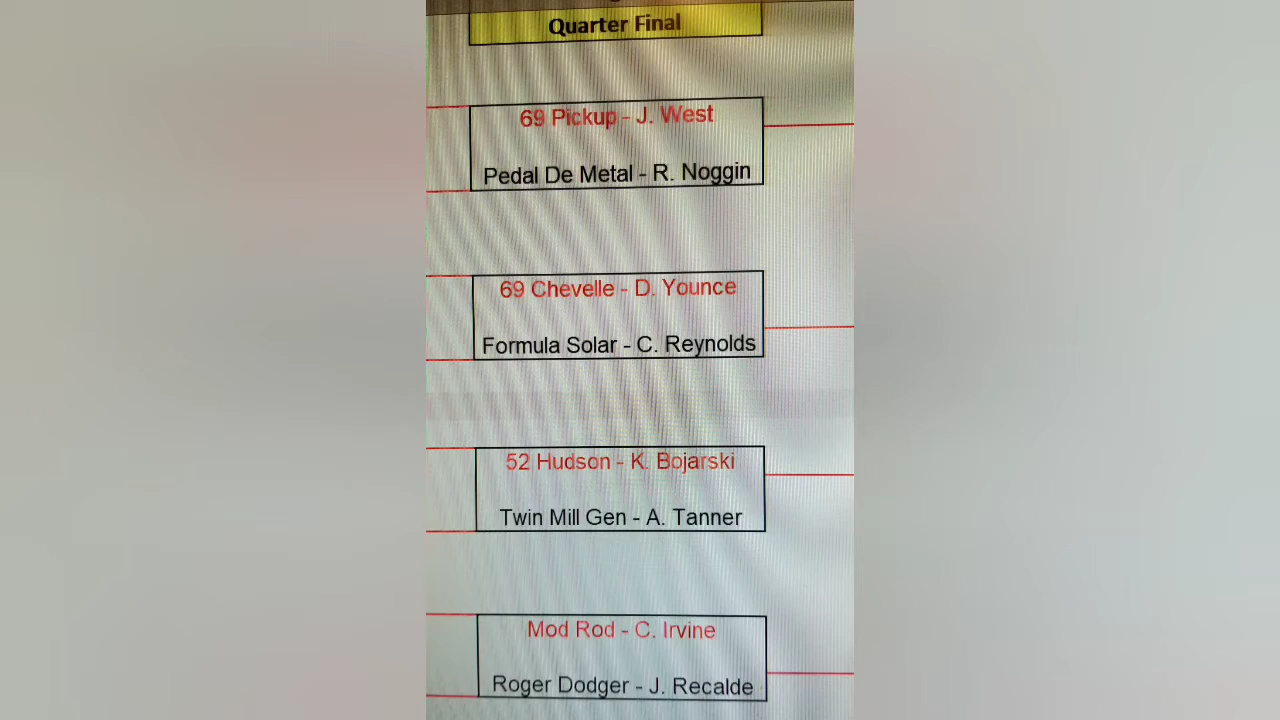 Quarter Final
69 Pickup - J. West
Pedal De Metal - R. Noggin
69 Chevelle - D. Younce
Formula Solar - C. Reynolds
52 Hudson - K. Bojarski
Twin Mill Gen - A. Tanner
Mod Rod - C. Irvine
Roger Dodger - J. Recalde